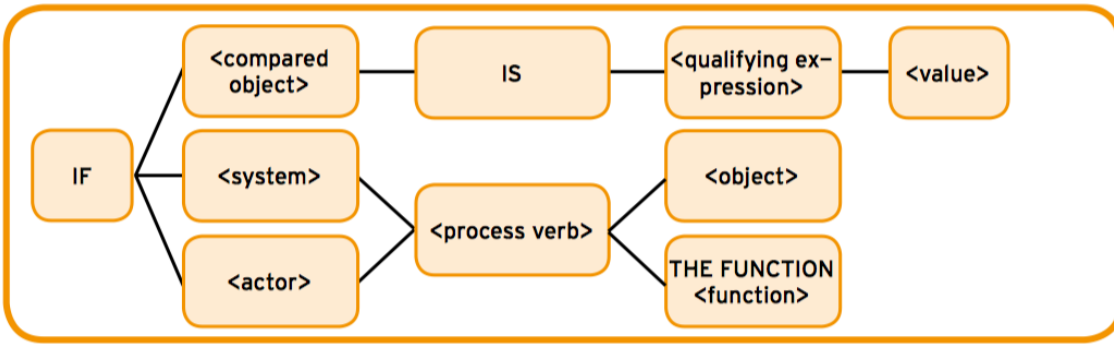 <compared
object>
IS
<qualifying ex–
pression>
<value>
IF
<system>
<object>
<process verb>
<actor>
THE FUNCTION
<function>